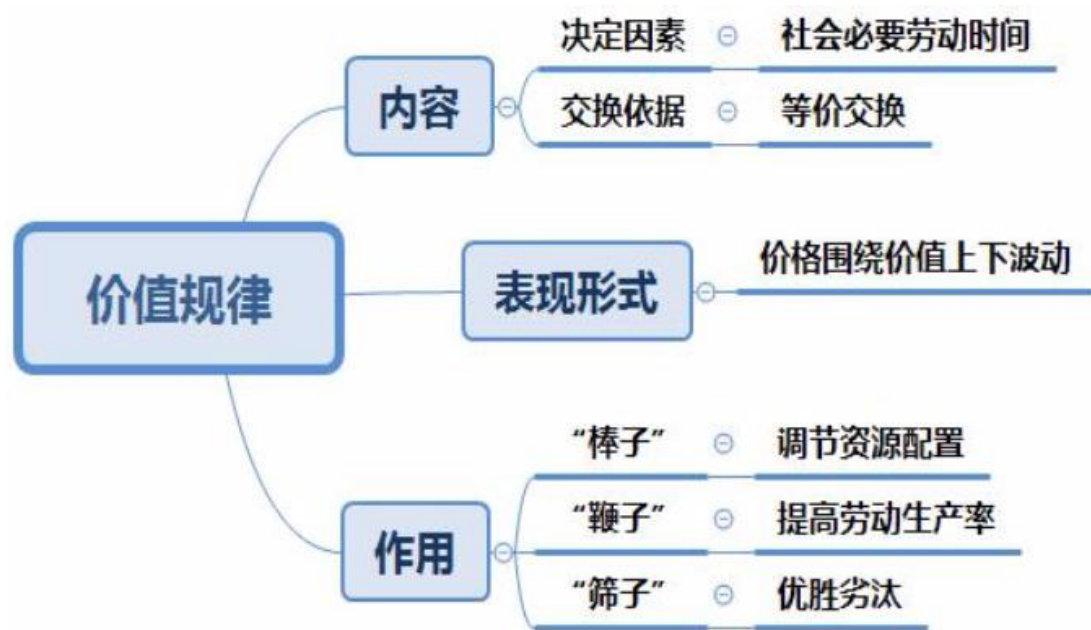 决定因素 社会必要劳动时间
内容
交换依据 等价交换
价值规律
表现形式 价格围绕价值上下波动
“棒子” 调节资源配置
作用
“鞭子” 提高劳动生产率
“筛子” 优胜劣汰